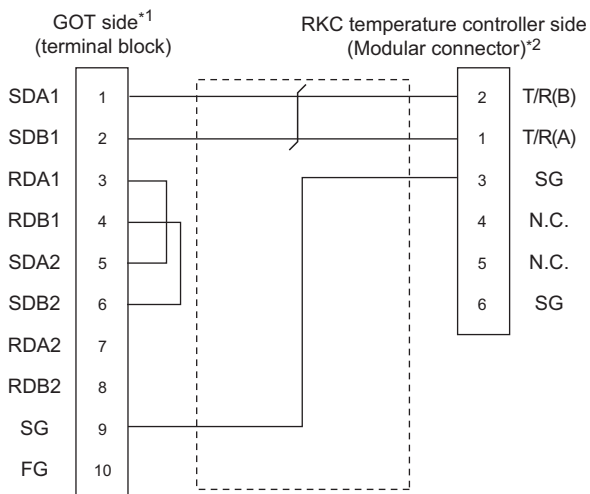 GOT side*1
(terminal block)
RKC temperature controller side
(Modular connector)*2
SDA1 1 2 T/R(B)
SDB1 2 1 T/R(A)
RDA1 3 3 SG
RDB1 4 4 N.C.
SDA2 5 5 N.C.
SDB2 6 6 SG
RDA2 7
RDB2 8
SG 9
FG 10